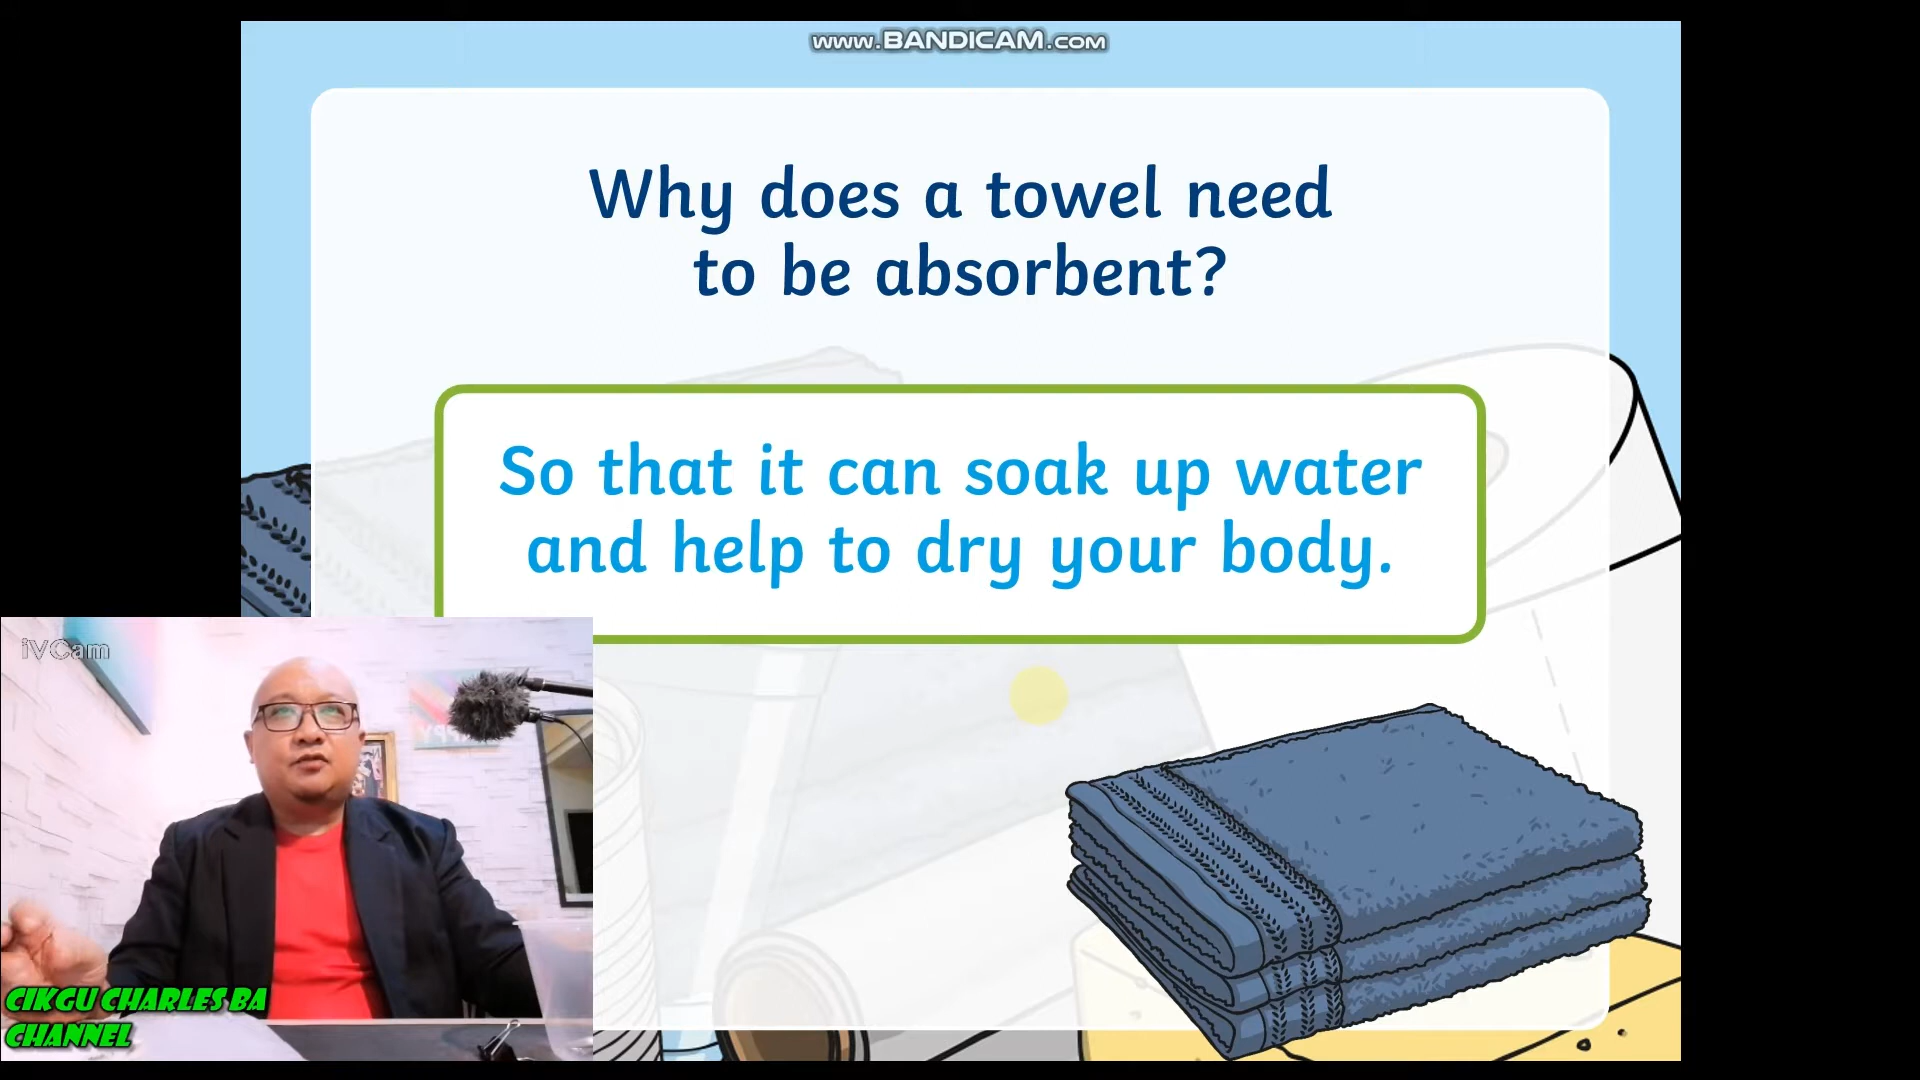 www.BANDICAM.com
Why does a towel need
to be absorbent?
So that it can soak up water
and help to dry your body.
iVCam
CIKGU CHARLES BA
CHANNEL